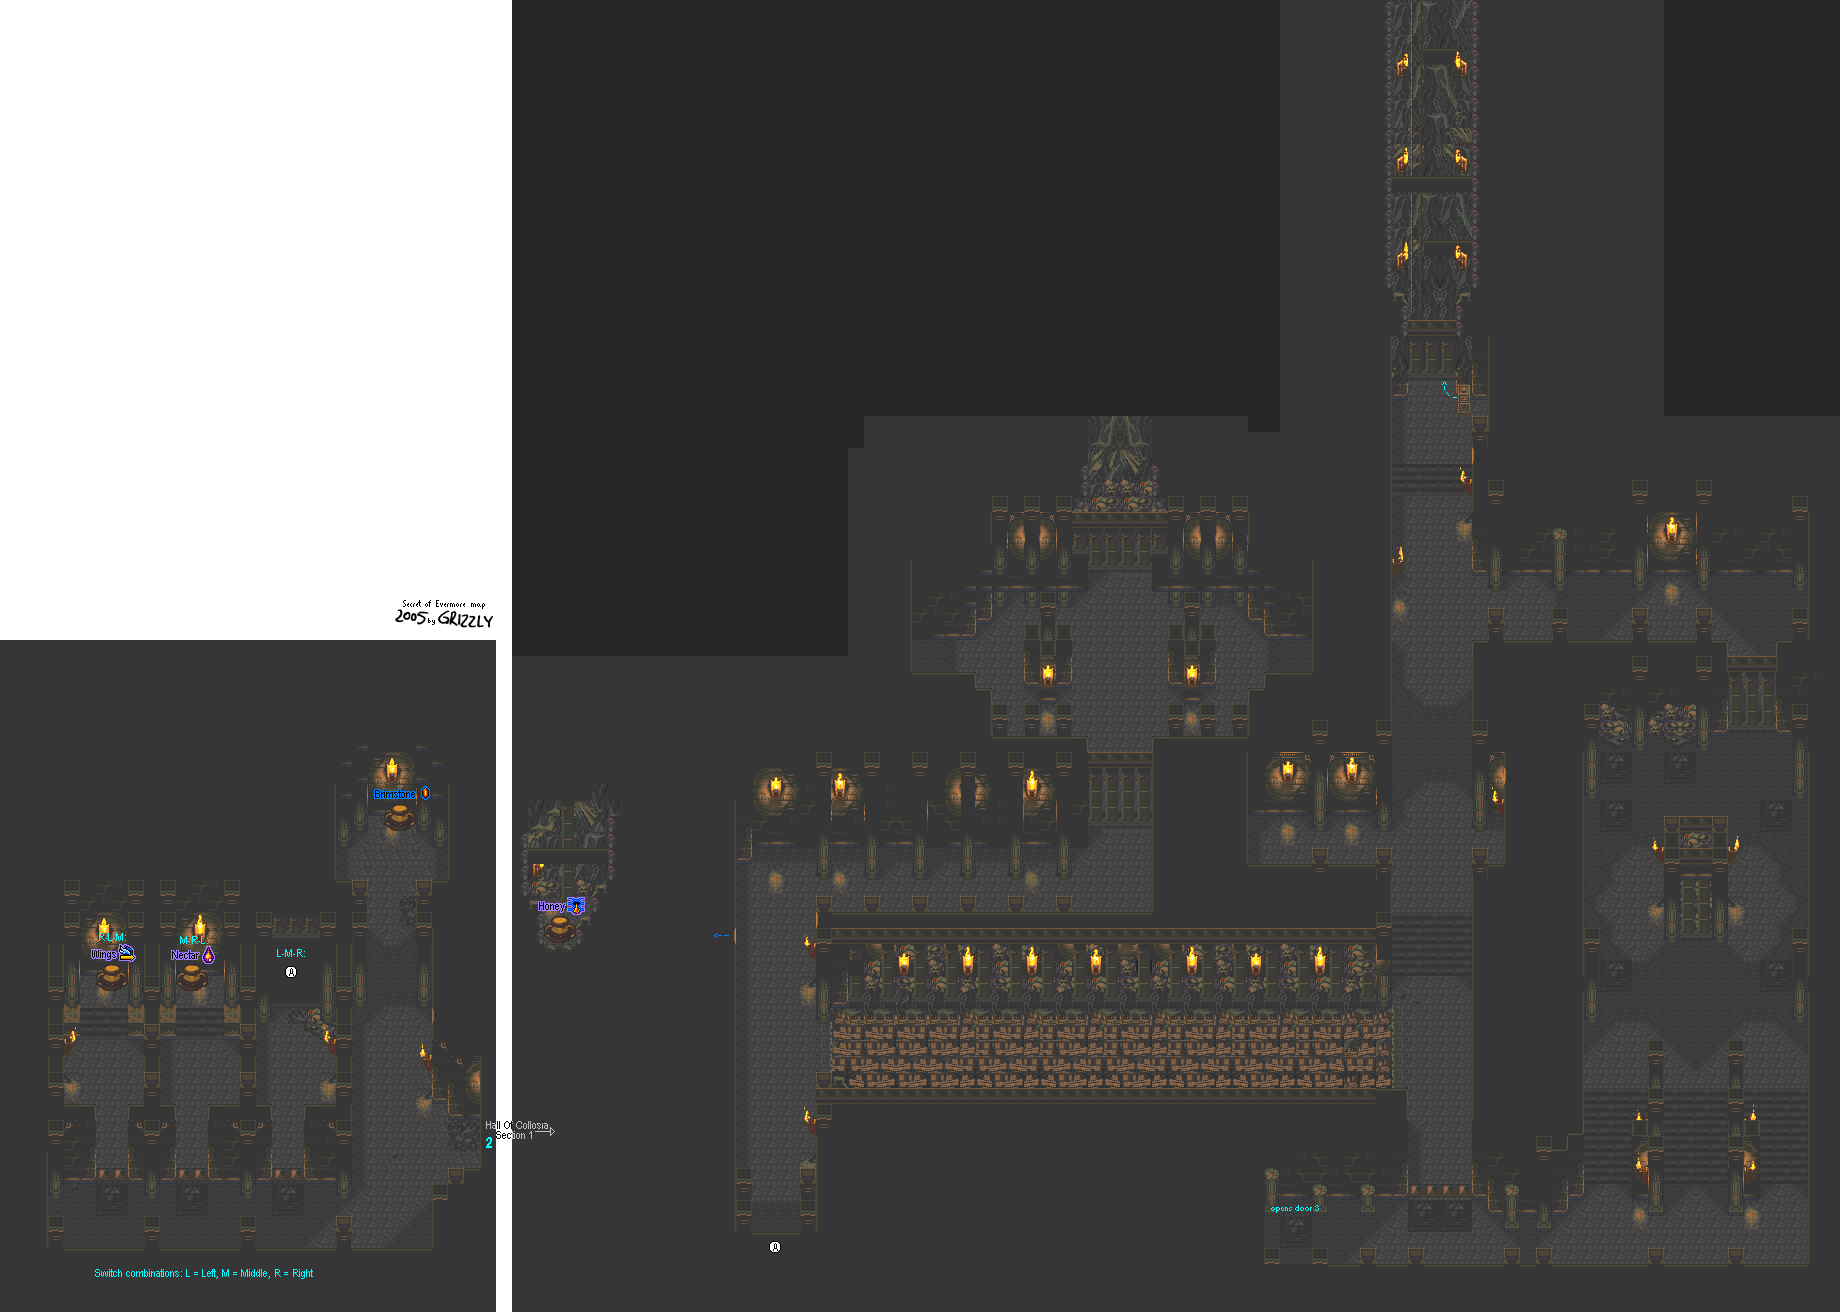 Secret of Evermore map
2005 by GRIZZLY
Brimstone
R-L-M:
Wings
M-R-L:
Nectar
L-M-R:
A
Honey
Hall Of Collosia
Section 1
2
opens door 3
A
Switch combinations: L = Left, M = Middle, R = Right